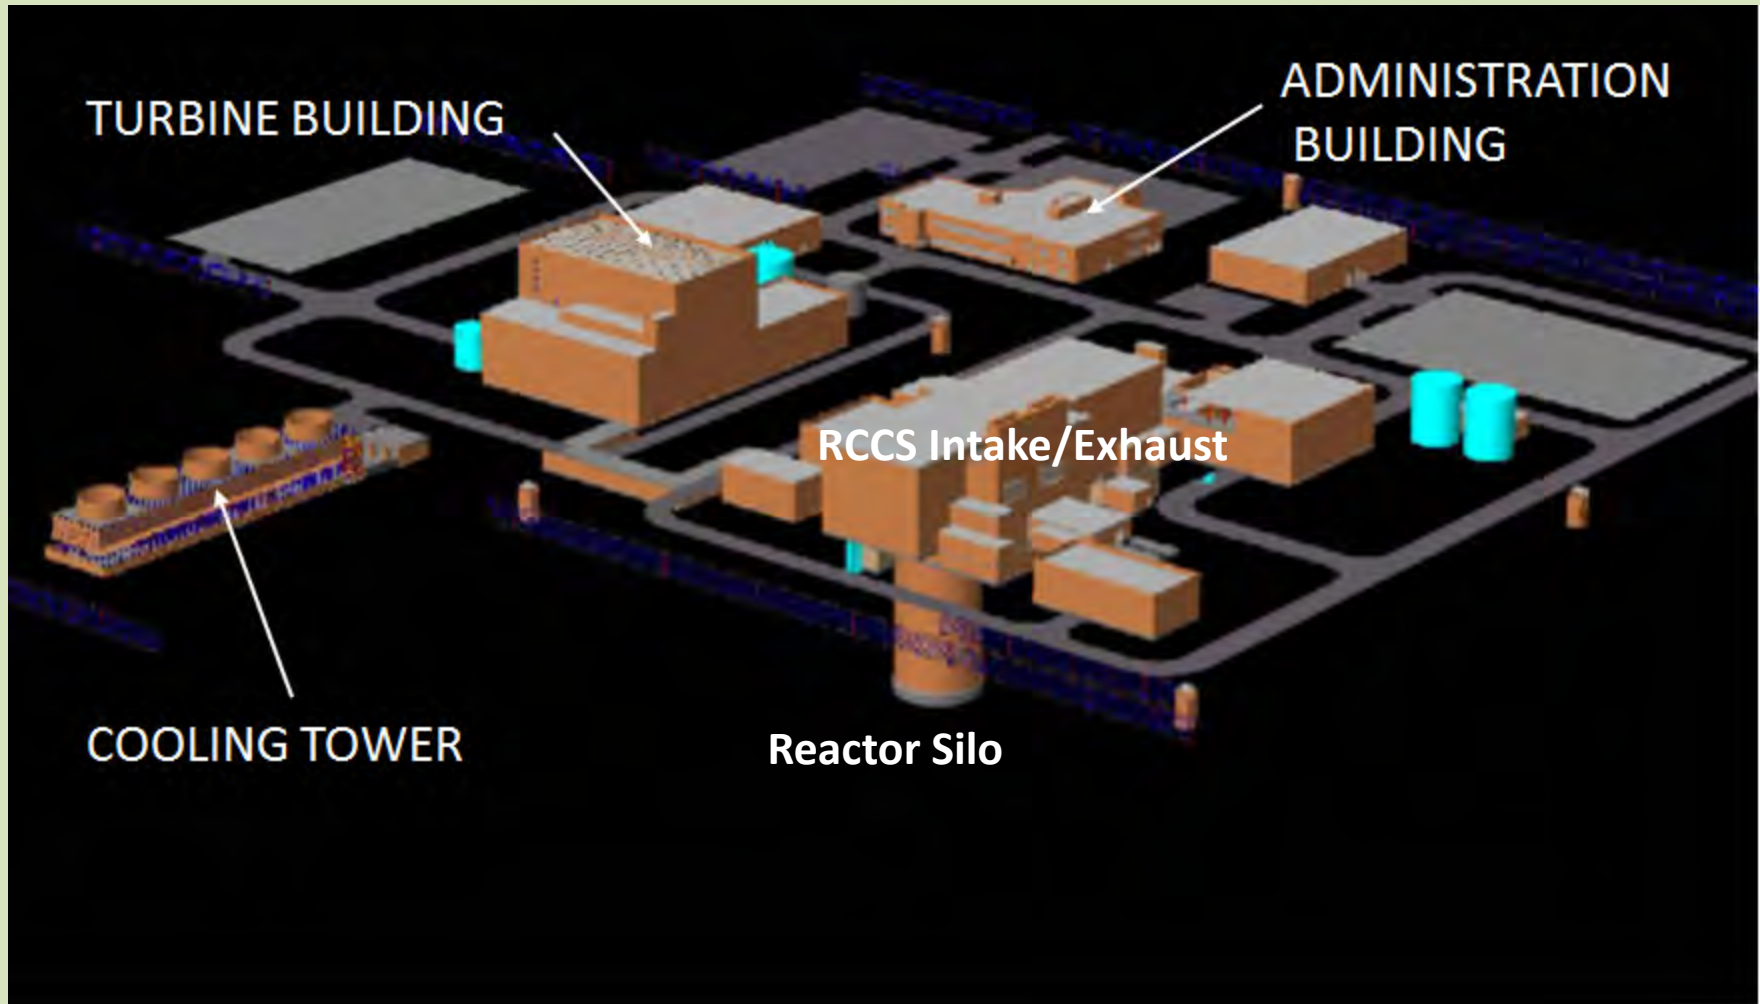 TURBINE BUILDING
ADMINISTRATION
BUILDING
RCCS Intake/Exhaust
COOLING TOWER
Reactor Silo